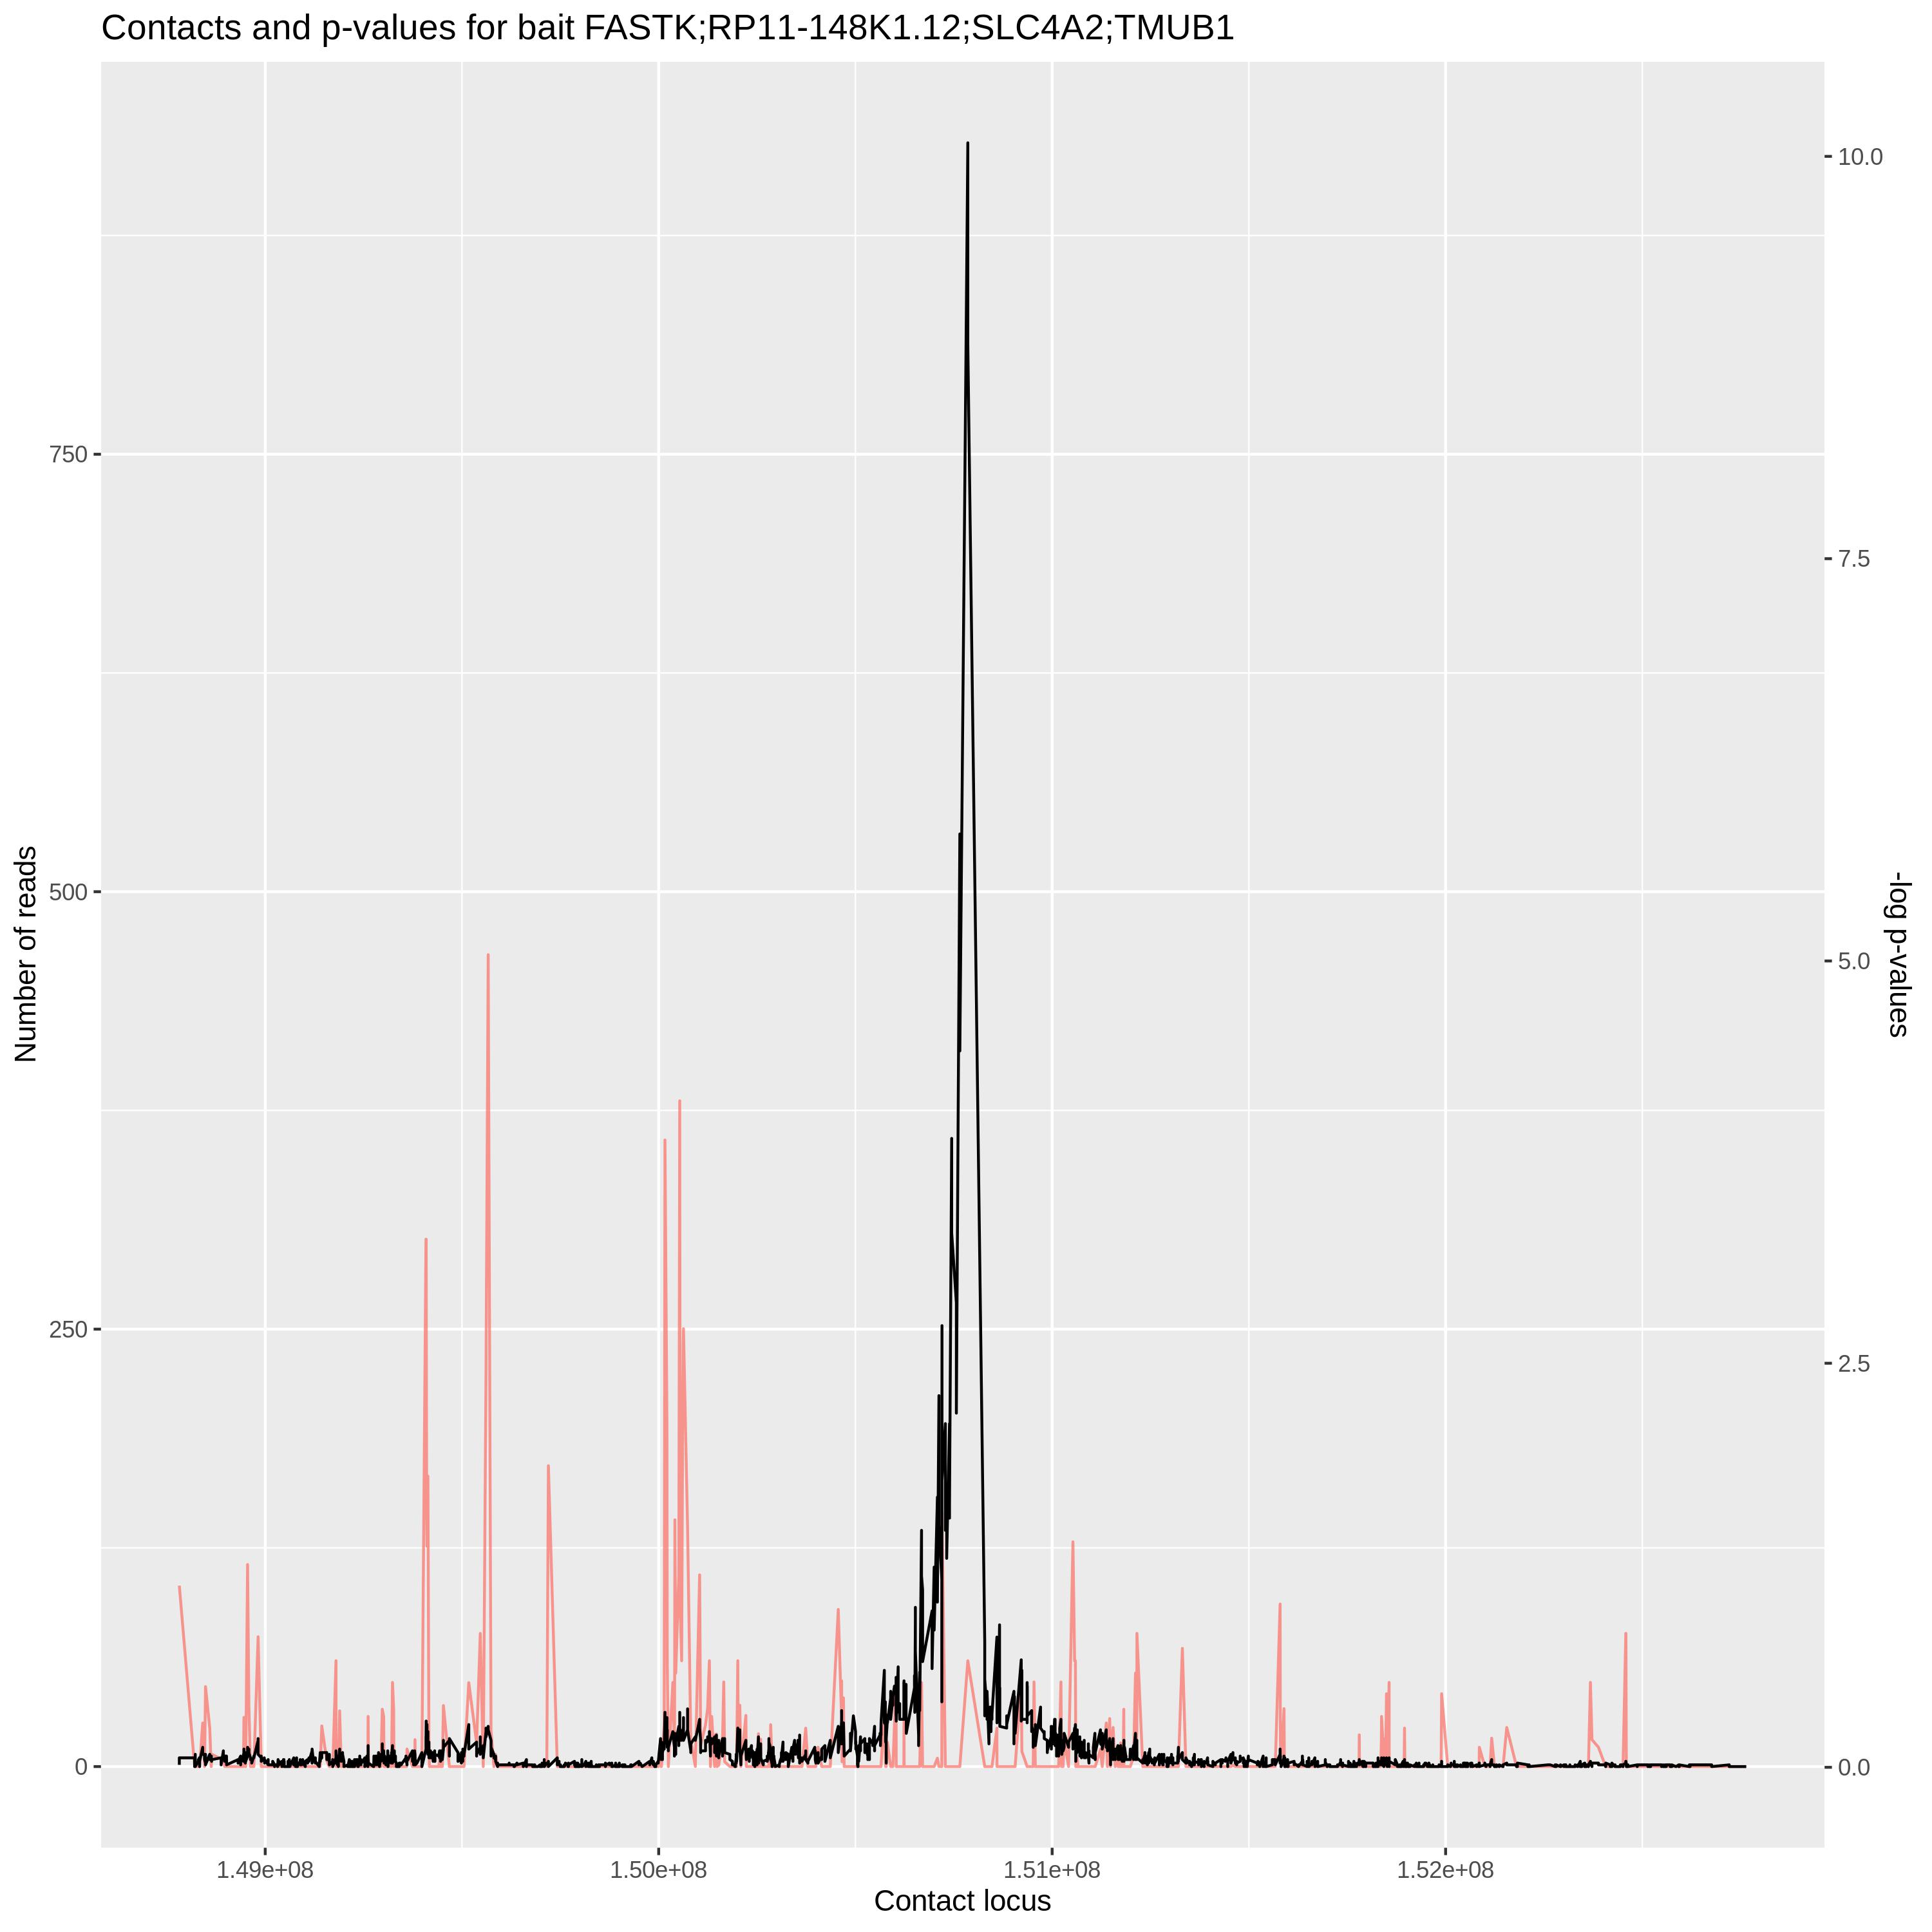 Contacts and p-values for bait FASTK;RP11-148K1.12;SLC4A2;TMUB1
Number of reads
750
500
250
0
10.0
7.5
5.0
2.5
0.0
-log p-values
1.49e+08
1.50e+08
1.51e+08
1.52e+08
Contact locus